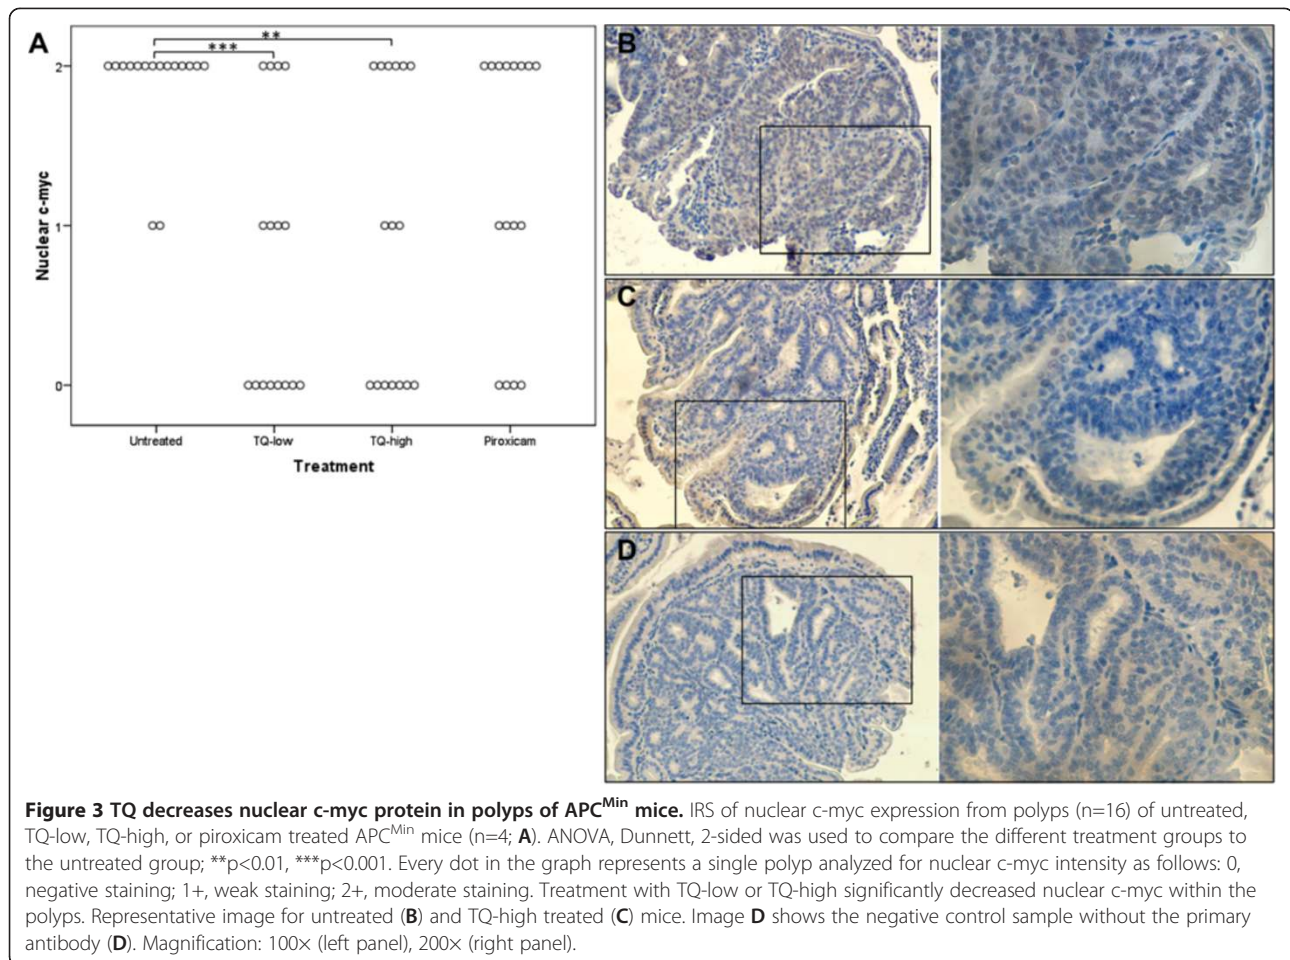 A
**
***
2
1
0
Nuclear c-myc
Untreated TQ-low TQ-high Piroxicam
Treatment
B
C
D
Figure 3 TQ decreases nuclear c-myc protein in polyps of APC^Min mice. IRS of nuclear c-myc expression from polyps (n=16) of untreated,
TQ-low, TQ-high, or piroxicam treated APC^Min mice (n=4; A). ANOVA, Dunnett, 2-sided was used to compare the different treatment groups to
the untreated group; **p<0.01, ***p<0.001. Every dot in the graph represents a single polyp analyzed for nuclear c-myc intensity as follows: 0,
negative staining; 1+, weak staining; 2+, moderate staining. Treatment with TQ-low or TQ-high significantly decreased nuclear c-myc within the
polyps. Representative image for untreated (B) and TQ-high treated (C) mice. Image D shows the negative control sample without the primary
antibody (D). Magnification: 100× (left panel), 200× (right panel).